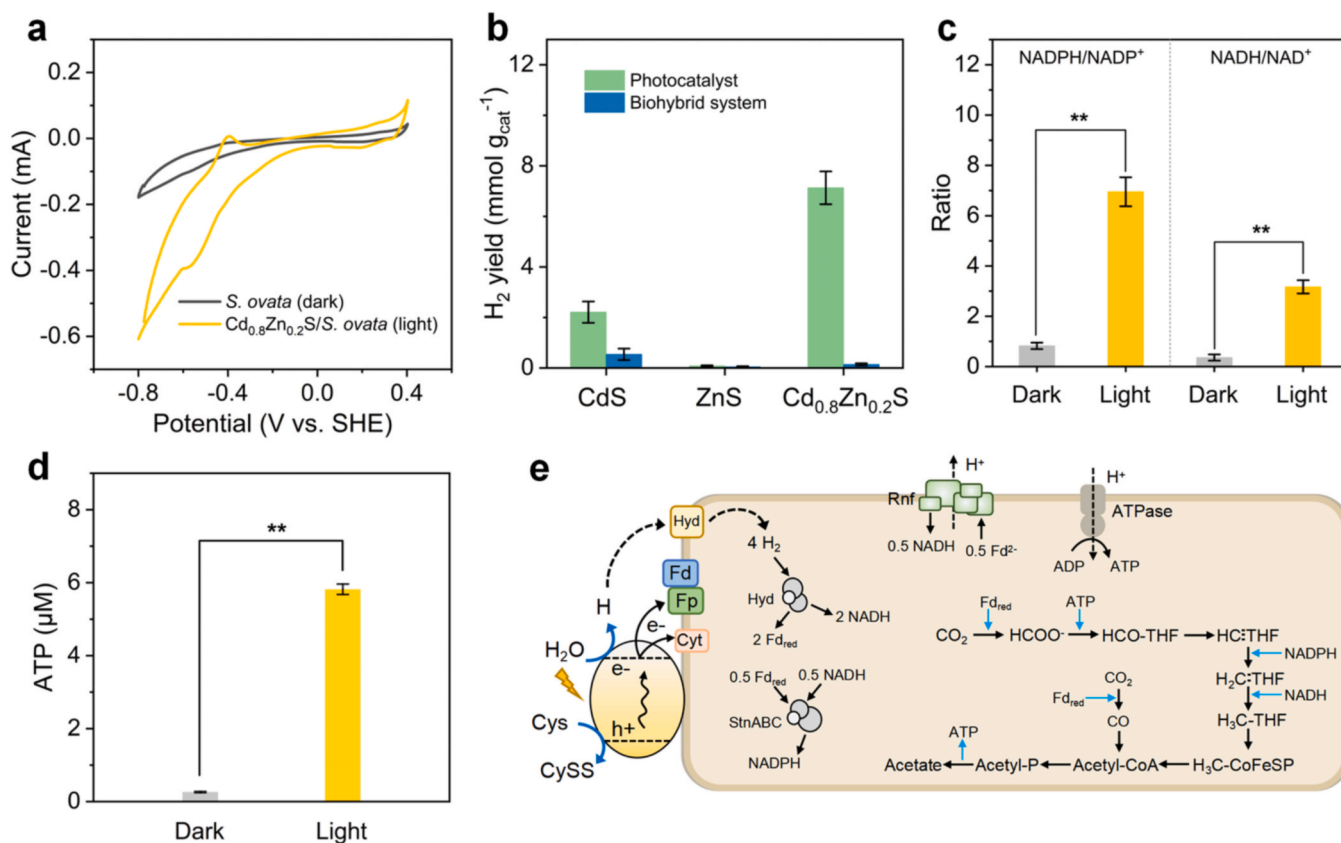 a
0.2
0.0
-0.2
-0.4
-0.6
Current (mA)
S. ovata (dark)
Cd0.8Zn0.2S/S. ovata (light)
-0.8
-0.4
0.0
0.4
Potential (V vs. SHE)
b
12
8
4
0
H2 yield (mmol gcat⁻¹)
Photocatalyst
Biohybrid system
CdS
ZnS
Cd0.8Zn0.2S
c
12
10
8
6
4
2
0
Ratio
NADPH/NADP⁺
NADH/NAD⁺
**
**
Dark
Light
Dark
Light
d
8
6
4
2
0
ATP (µM)
**
Dark
Light
e
H⁺
Rnf
0.5 NADH
0.5 Fd²⁻
H⁺
ATPase
ADP
ATP
Hyd
4 H2
Hyd
2 NADH
2 Fdred
Fd
Fp
Cyt
H
e-
H2O
e-
h+
Cys
CySS
0.5 Fdred
0.5 NADH
StnABC
NADPH
Fdred
ATP
CO2
HCOO⁻
HCO-THF
HC⫶THF
NADPH
H2C⫶THF
NADH
H3C-THF
CO2
Fdred
CO
ATP
Acetate
Acetyl-P
Acetyl-CoA
H3C-CoFeSP